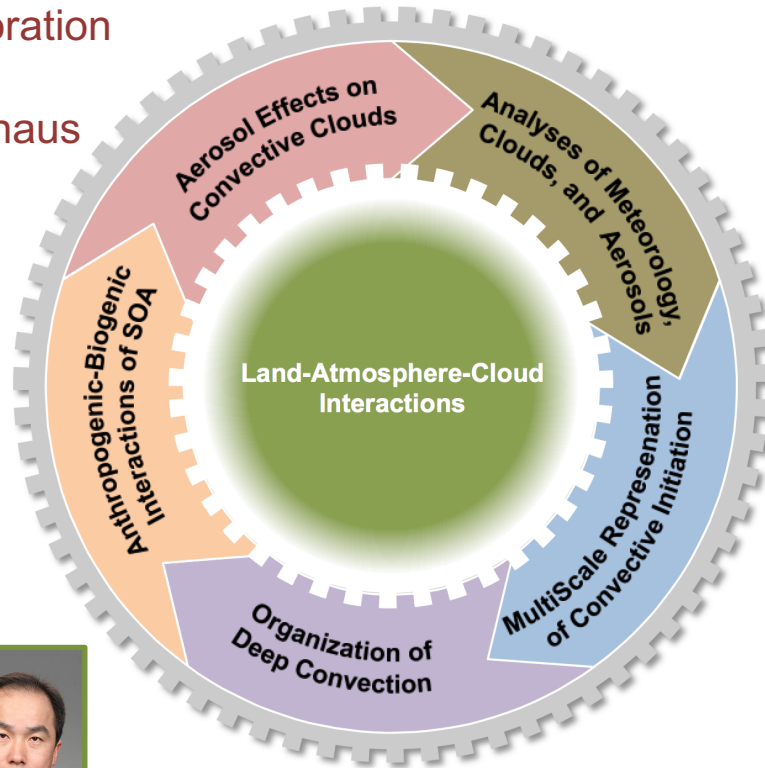 oration
haus
Aerosol Effects on
Convective Clouds
Analyses of Meteorology,
Clouds, and Aerosols
MultiScale Represenation
of Convective Initiation
Organization of
Deep Convection
Anthropogenic-Biogenic
Interactions of SOA
Land-Atmosphere-Cloud
Interactions